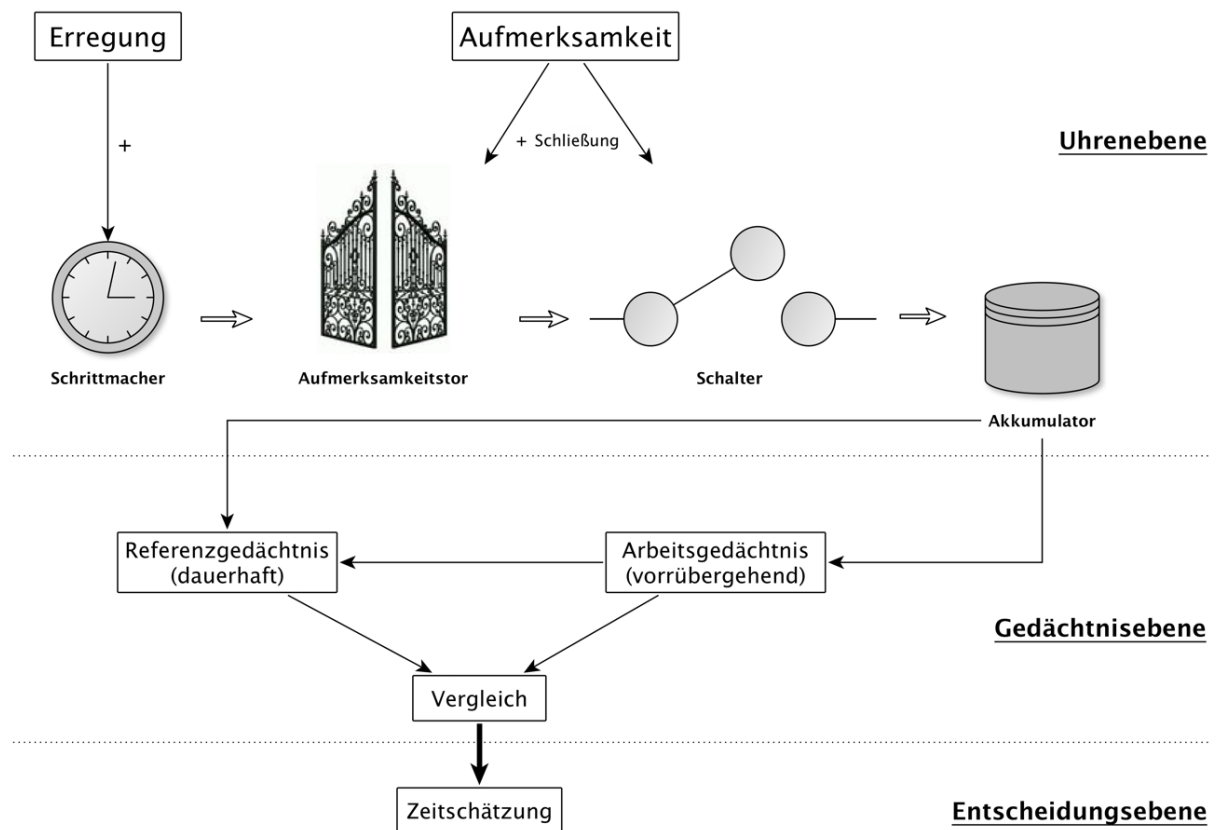 Erregung
Aufmerksamkeit
+
+ Schließung
Uhrenebene
Schrittmacher
Aufmerksamkeitstor
Schalter
Akkumulator
Referenzgedächtnis
(dauerhaft)
Arbeitsgedächtnis
(vorrübergehend)
Gedächtnisebene
Vergleich
Zeitschätzung
Entscheidungsebene